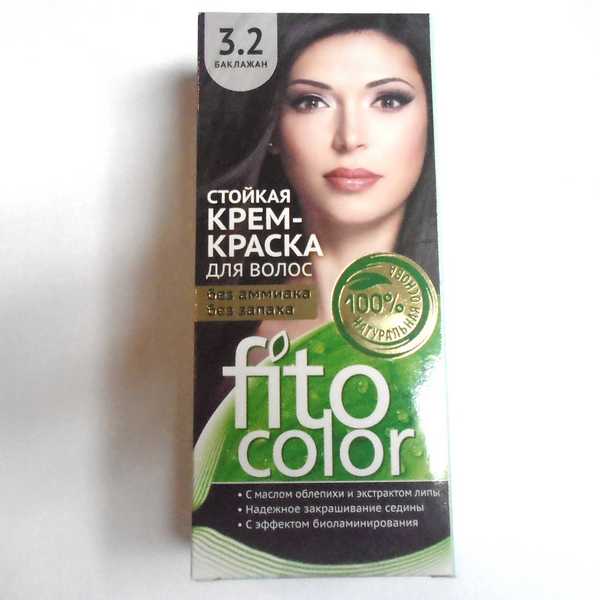 3.2
БАКЛАЖАН
СТОЙКАЯ
КРЕМ-
КРАСКА
ДЛЯ ВОЛОС
без аммиака
без запаха
100%
НАТУРАЛЬНАЯ ОСНОВА
fito
color
• С маслом облепихи и экстрактом липы
• Надежное закрашивание седины
• С эффектом биоламинирования